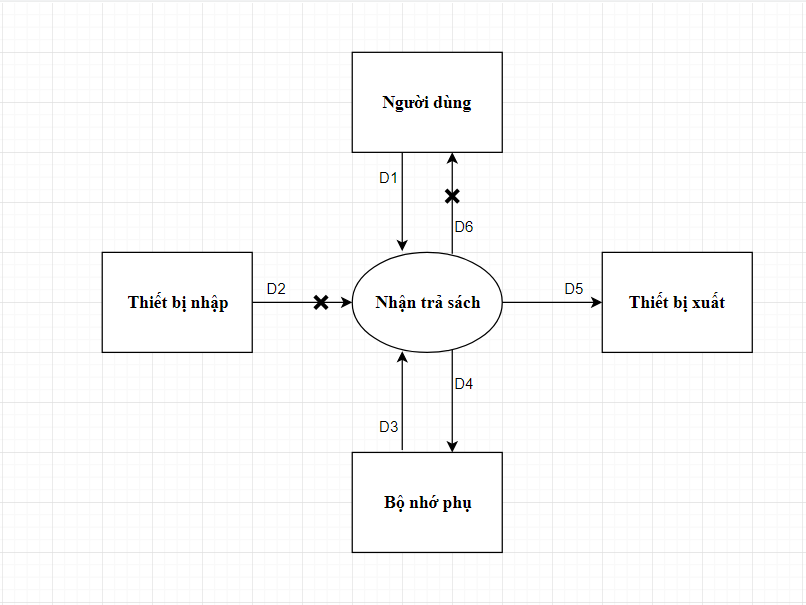 Người dùng
D1
D6
D2
D5
Thiết bị nhập
Nhận trả sách
Thiết bị xuất
D4
D3
Bộ nhớ phụ